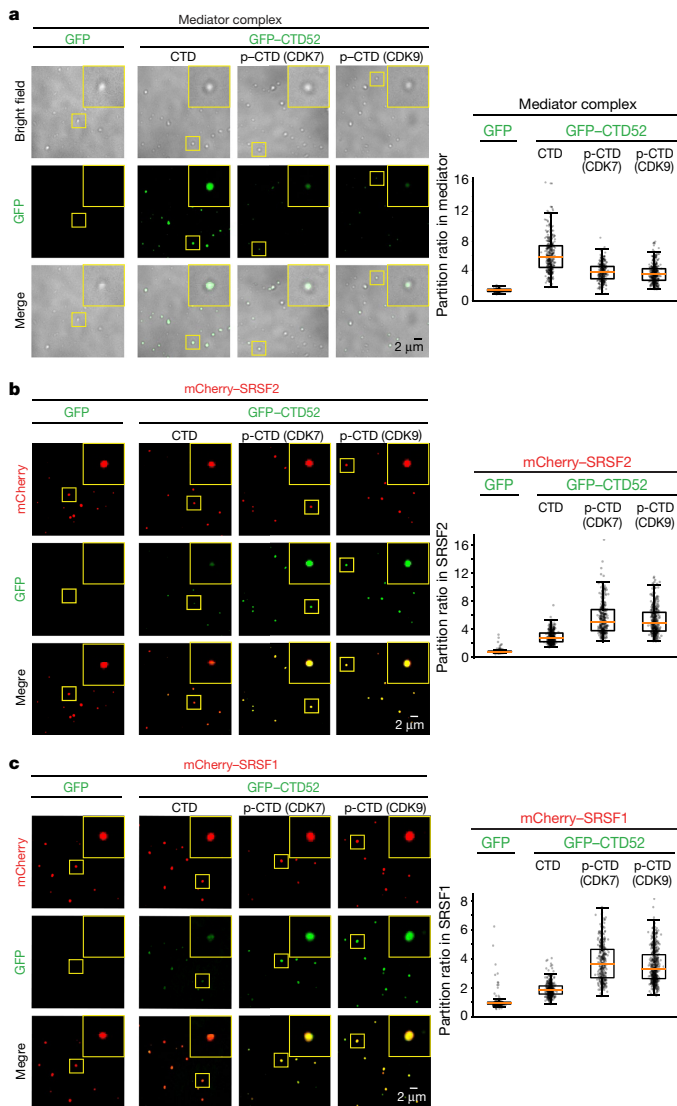 a
Mediator complex
GFP
GFP–CTD52
CTD
p–CTD (CDK7)
p–CTD (CDK9)
Bright field
GFP
Merge
2 μm
Mediator complex
GFP
GFP–CTD52
CTD
p-CTD (CDK7)
p-CTD (CDK9)
Partition ratio in mediator
16
12
8
4
0
b
mCherry–SRSF2
GFP
GFP–CTD52
CTD
p-CTD (CDK7)
p-CTD (CDK9)
mCherry
GFP
Megre
2 μm
mCherry–SRSF2
GFP
GFP–CTD52
CTD
p-CTD (CDK7)
p-CTD (CDK9)
Partition ratio in SRSF2
16
12
8
4
0
c
mCherry–SRSF1
GFP
GFP–CTD52
CTD
p-CTD (CDK7)
p-CTD (CDK9)
mCherry
GFP
Megre
2 μm
mCherry–SRSF1
GFP
GFP–CTD52
CTD
p-CTD (CDK7)
p-CTD (CDK9)
Partition ratio in SRSF1
8
6
4
2
1
0